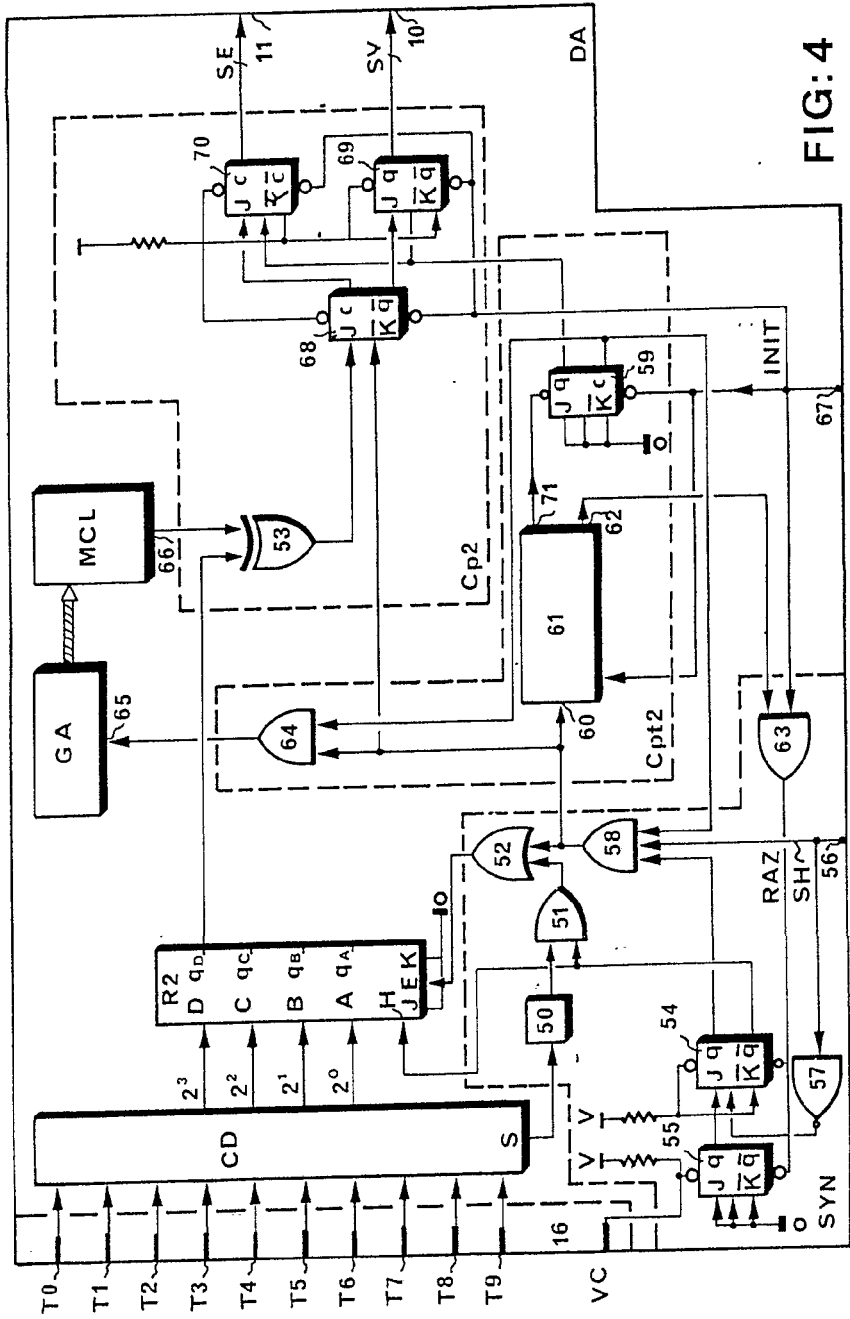 T0
T1
T2
T3
T4
T5
T6
T7
T8
T9
VC
16
CD
S
2³
2²
2¹
2⁰
R2
D qD
C qC
B qB
A qA
H
J E K
O
GA
65
MCL
66
53
Cp2
64
Cpt2
50
51
52
58
60
61
62
71
59
J q
K̅ c
O
68
J c
K̅ q
70
J c
K̅ c
69
J q
K̅ q
SE
11
SV
10
DA
V
V
55
J q
K̅ q
O
SYN
54
J q
K̅ q
57
RAZ
SH
56
63
INIT
67
FIG:4